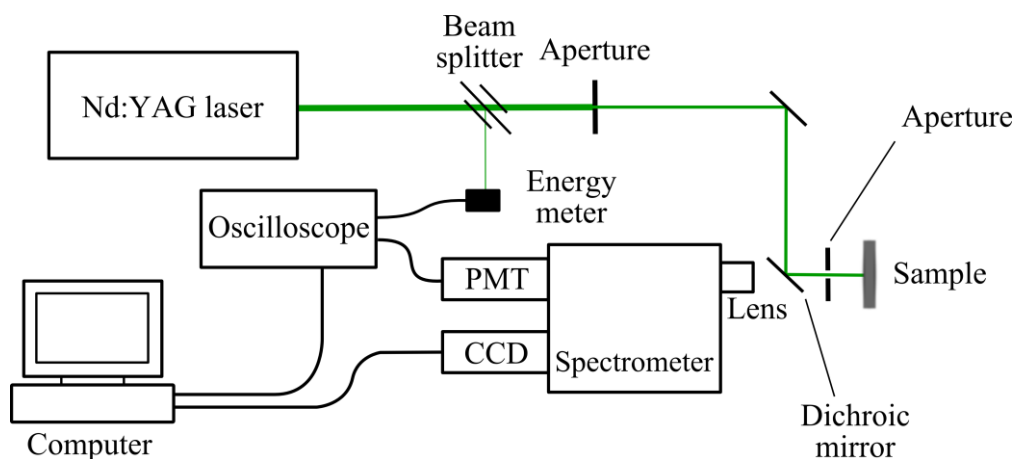 Beam
splitter
Aperture
Nd:YAG laser
Aperture
Energy
meter
Oscilloscope
PMT
Sample
Lens
CCD
Spectrometer
Computer
Dichroic
mirror